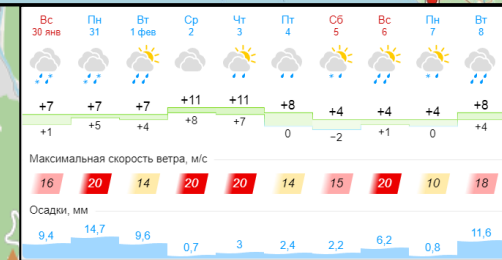 Вс Пн Вт Ср Чт Пт Сб Вс Пн Вт
30 янв 31 1 фев 2 3 4 5 6 7 8
+7 +7 +7 +11 +11 +8 +4 +4 +4 +8
+1 +5 +4 +8 +7 0 −2 +1 0 +4
Максимальная скорость ветра, м/с
16 20 14 20 20 14 15 20 10 18
Осадки, мм
9,4 14,7 9,6 0,7 3 2,4 2,2 6,2 0,8 11,6